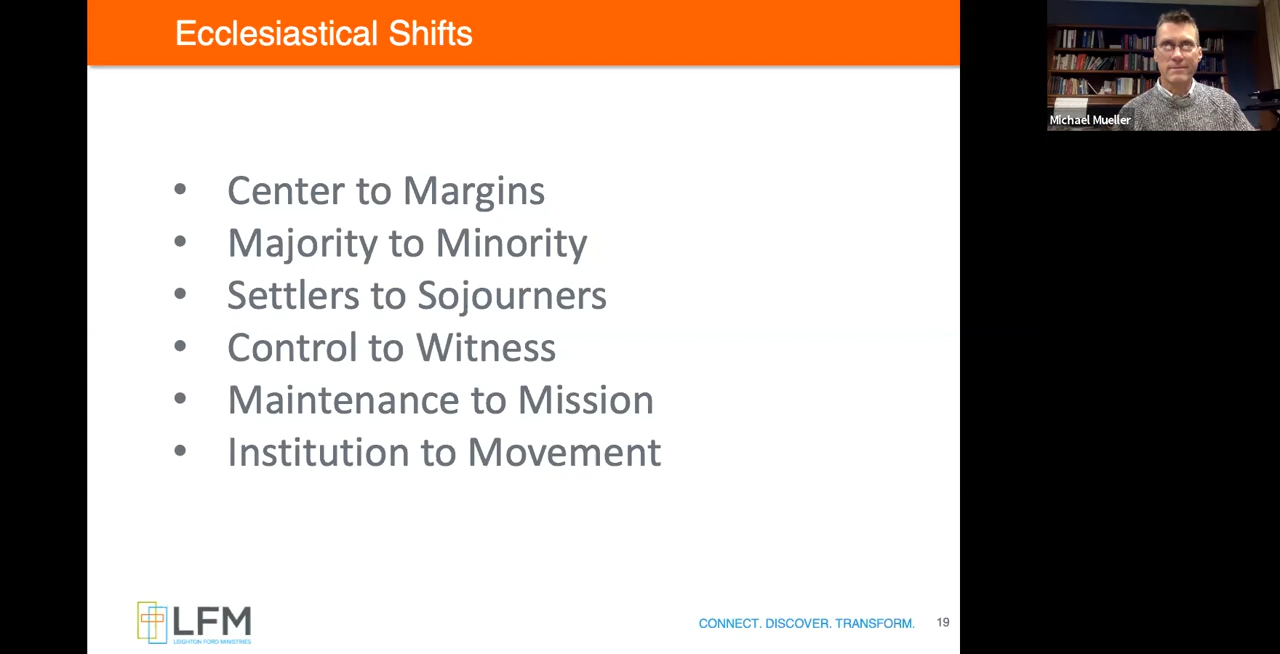 Ecclesiastical Shifts
Michael Mueller
• Center to Margins
• Majority to Minority
• Settlers to Sojourners
• Control to Witness
• Maintenance to Mission
• Institution to Movement
LFM
LEIGHTON FORD MINISTRIES
CONNECT. DISCOVER. TRANSFORM.
19